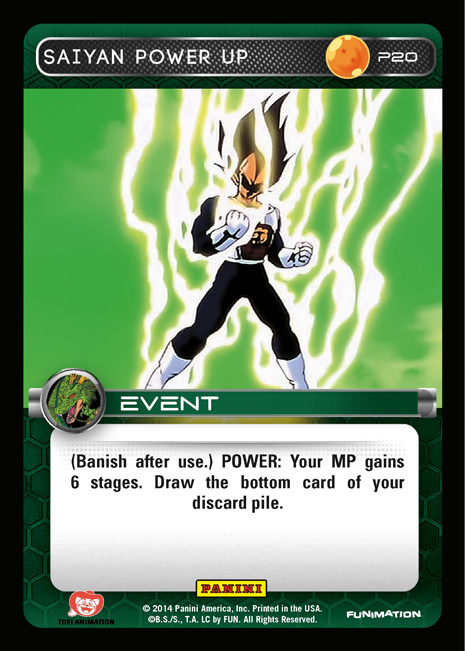 SAIYAN POWER UP
P20
EVENT
(Banish after use.) POWER: Your MP gains
6 stages. Draw the bottom card of your
discard pile.
PANINI
TOEI ANIMATION
© 2014 Panini America, Inc. Printed in the USA.
©B.S./S., T.A. LC by FUN. All Rights Reserved.
FUNIMATION